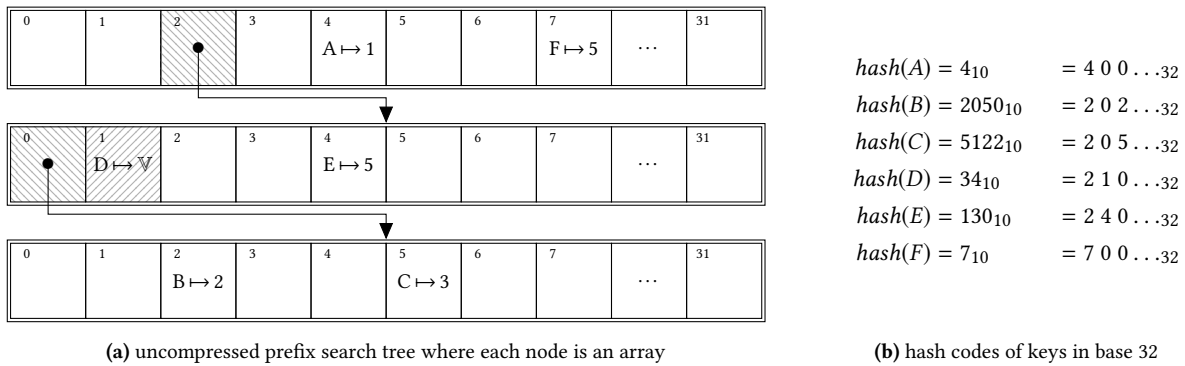 0 1 2 3 4 5 6 7 31
A ↦ 1 F ↦ 5 ⋯
0 1 2 3 4 5 6 7 31
D ↦ 𝕍 E ↦ 5 ⋯
0 1 2 3 4 5 6 7 31
B ↦ 2 C ↦ 3 ⋯
(a) uncompressed prefix search tree where each node is an array
hash(A) = 4₁₀ = 4 0 0 . . .₃₂
hash(B) = 2050₁₀ = 2 0 2 . . .₃₂
hash(C) = 5122₁₀ = 2 0 5 . . .₃₂
hash(D) = 34₁₀ = 2 1 0 . . .₃₂
hash(E) = 130₁₀ = 2 4 0 . . .₃₂
hash(F) = 7₁₀ = 7 0 0 . . .₃₂
(b) hash codes of keys in base 32